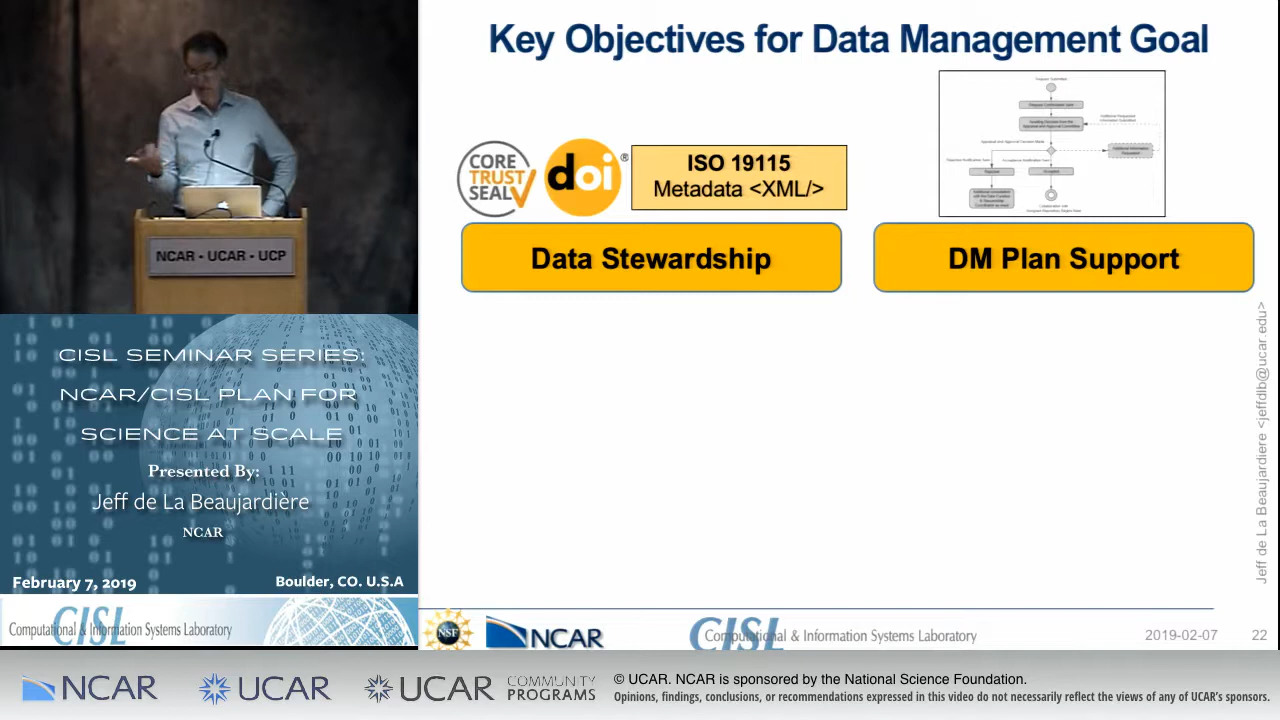 Key Objectives for Data Management Goal
CORE
TRUST
SEAL
doi®
ISO 19115
Metadata <XML/>
Data Stewardship
DM Plan Support
Jeff de La Beaujardiere <jeffdlb@ucar.edu>
NCAR - UCAR - UCP
CISL SEMINAR SERIES:
NCAR/CISL PLAN FOR
SCIENCE AT SCALE
Presented By:
Jeff de La Beaujardière
NCAR
February 7, 2019
Boulder, CO. U.S.A
CISL
Computational & Information Systems Laboratory
NSF
NCAR
CISL
Computational & Information Systems Laboratory
2019-02-07
22
NCAR
UCAR
UCAR
COMMUNITY
PROGRAMS
© UCAR. NCAR is sponsored by the National Science Foundation.
Opinions, findings, conclusions, or recommendations expressed in this video do not necessarily reflect the views of any of UCAR's sponsors.